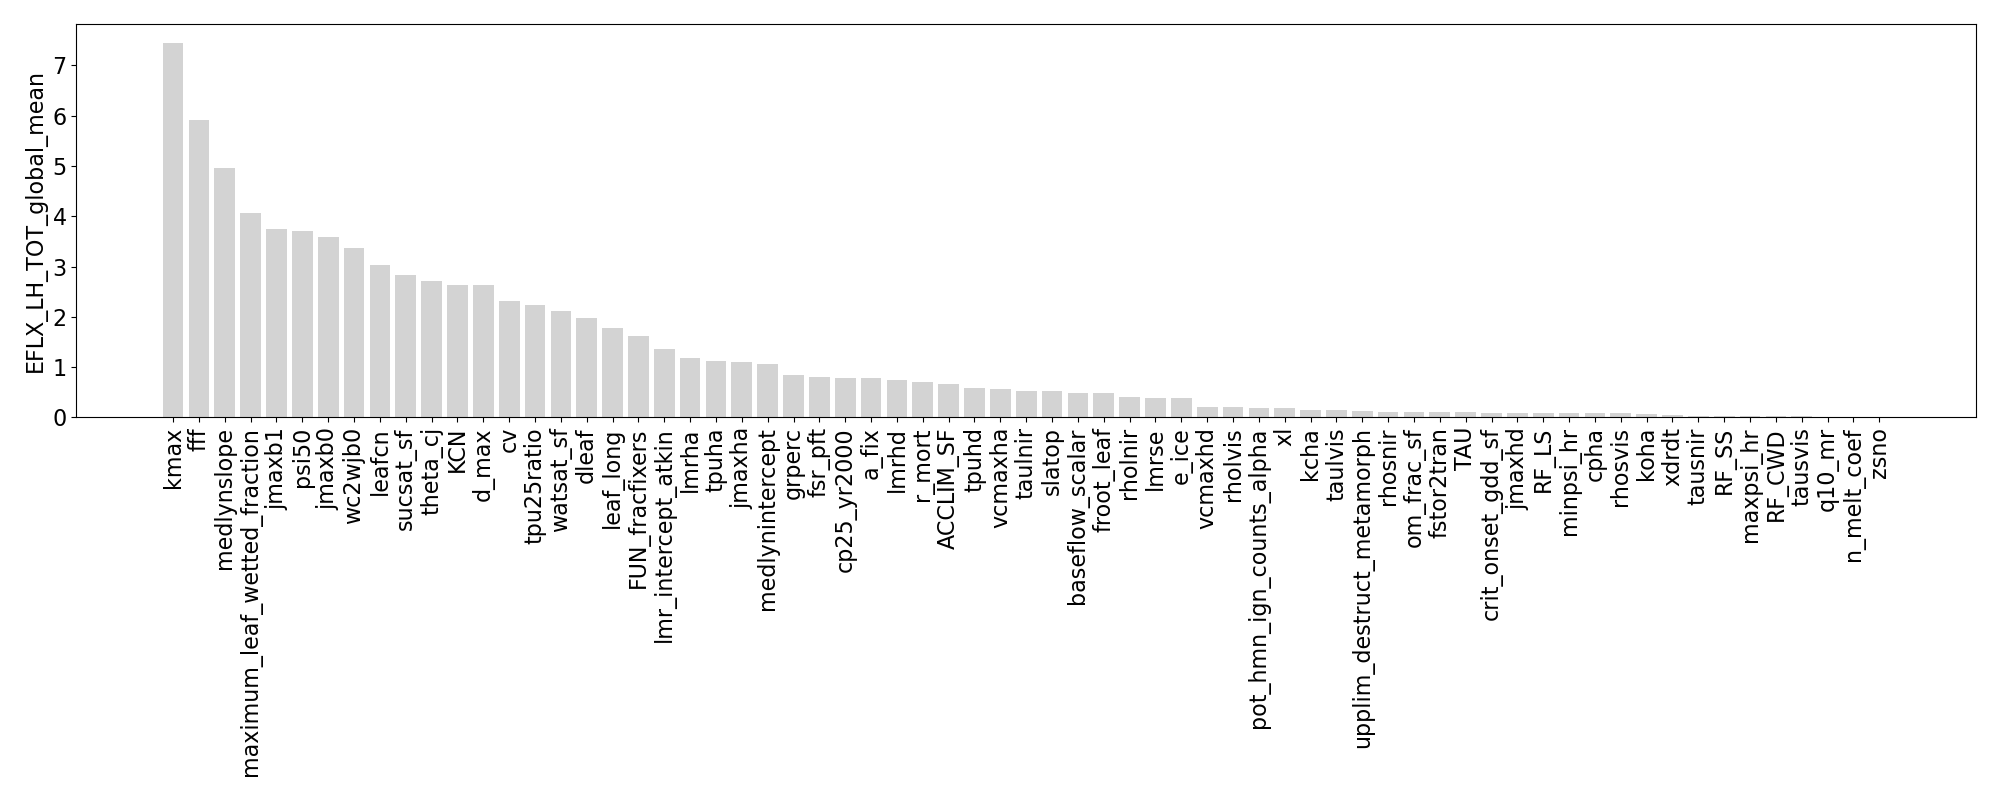 EFLX_LH_TOT_global_mean
7
6
5
4
3
2
1
0
kmax
fff
medlynslope
maximum_leaf_wetted_fraction
jmaxb1
psi50
jmaxb0
wc2wjb0
leafcn
sucsat_sf
theta_cj
KCN
d_max
cv
tpu25ratio
watsat_sf
dleaf
leaf_long
FUN_fracfixers
lmr_intercept_atkin
lmrha
tpuha
jmaxha
medlynintercept
grperc
fsr_pft
cp25_yr2000
a_fix
lmrhd
r_mort
ACCLIM_SF
tpuhd
vcmaxha
taulnir
slatop
baseflow_scalar
froot_leaf
rholnir
lmrse
e_ice
vcmaxhd
rholvis
pot_hmn_ign_counts_alpha
xl
kcha
taulvis
upplim_destruct_metamorph
rhosnir
om_frac_sf
fstor2tran
TAU
crit_onset_gdd_sf
jmaxhd
RF_LS
minpsi_hr
cpha
rhosvis
koha
xdrdt
tausnir
RF_SS
maxpsi_hr
RF_CWD
tausvis
q10_mr
n_melt_coef
zsno